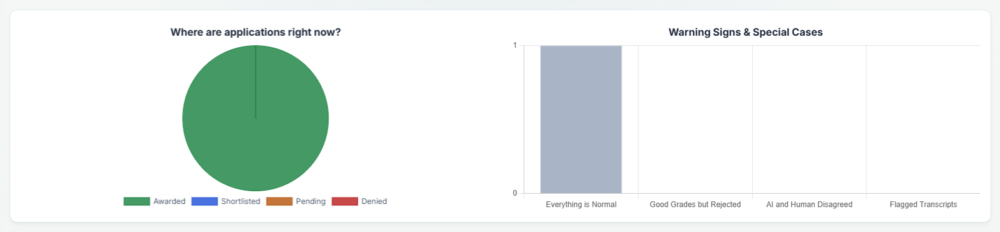 Where are applications right now?
Awarded
Shortlisted
Pending
Denied
Warning Signs & Special Cases
1
0
Everything is Normal
Good Grades but Rejected
AI and Human Disagreed
Flagged Transcripts